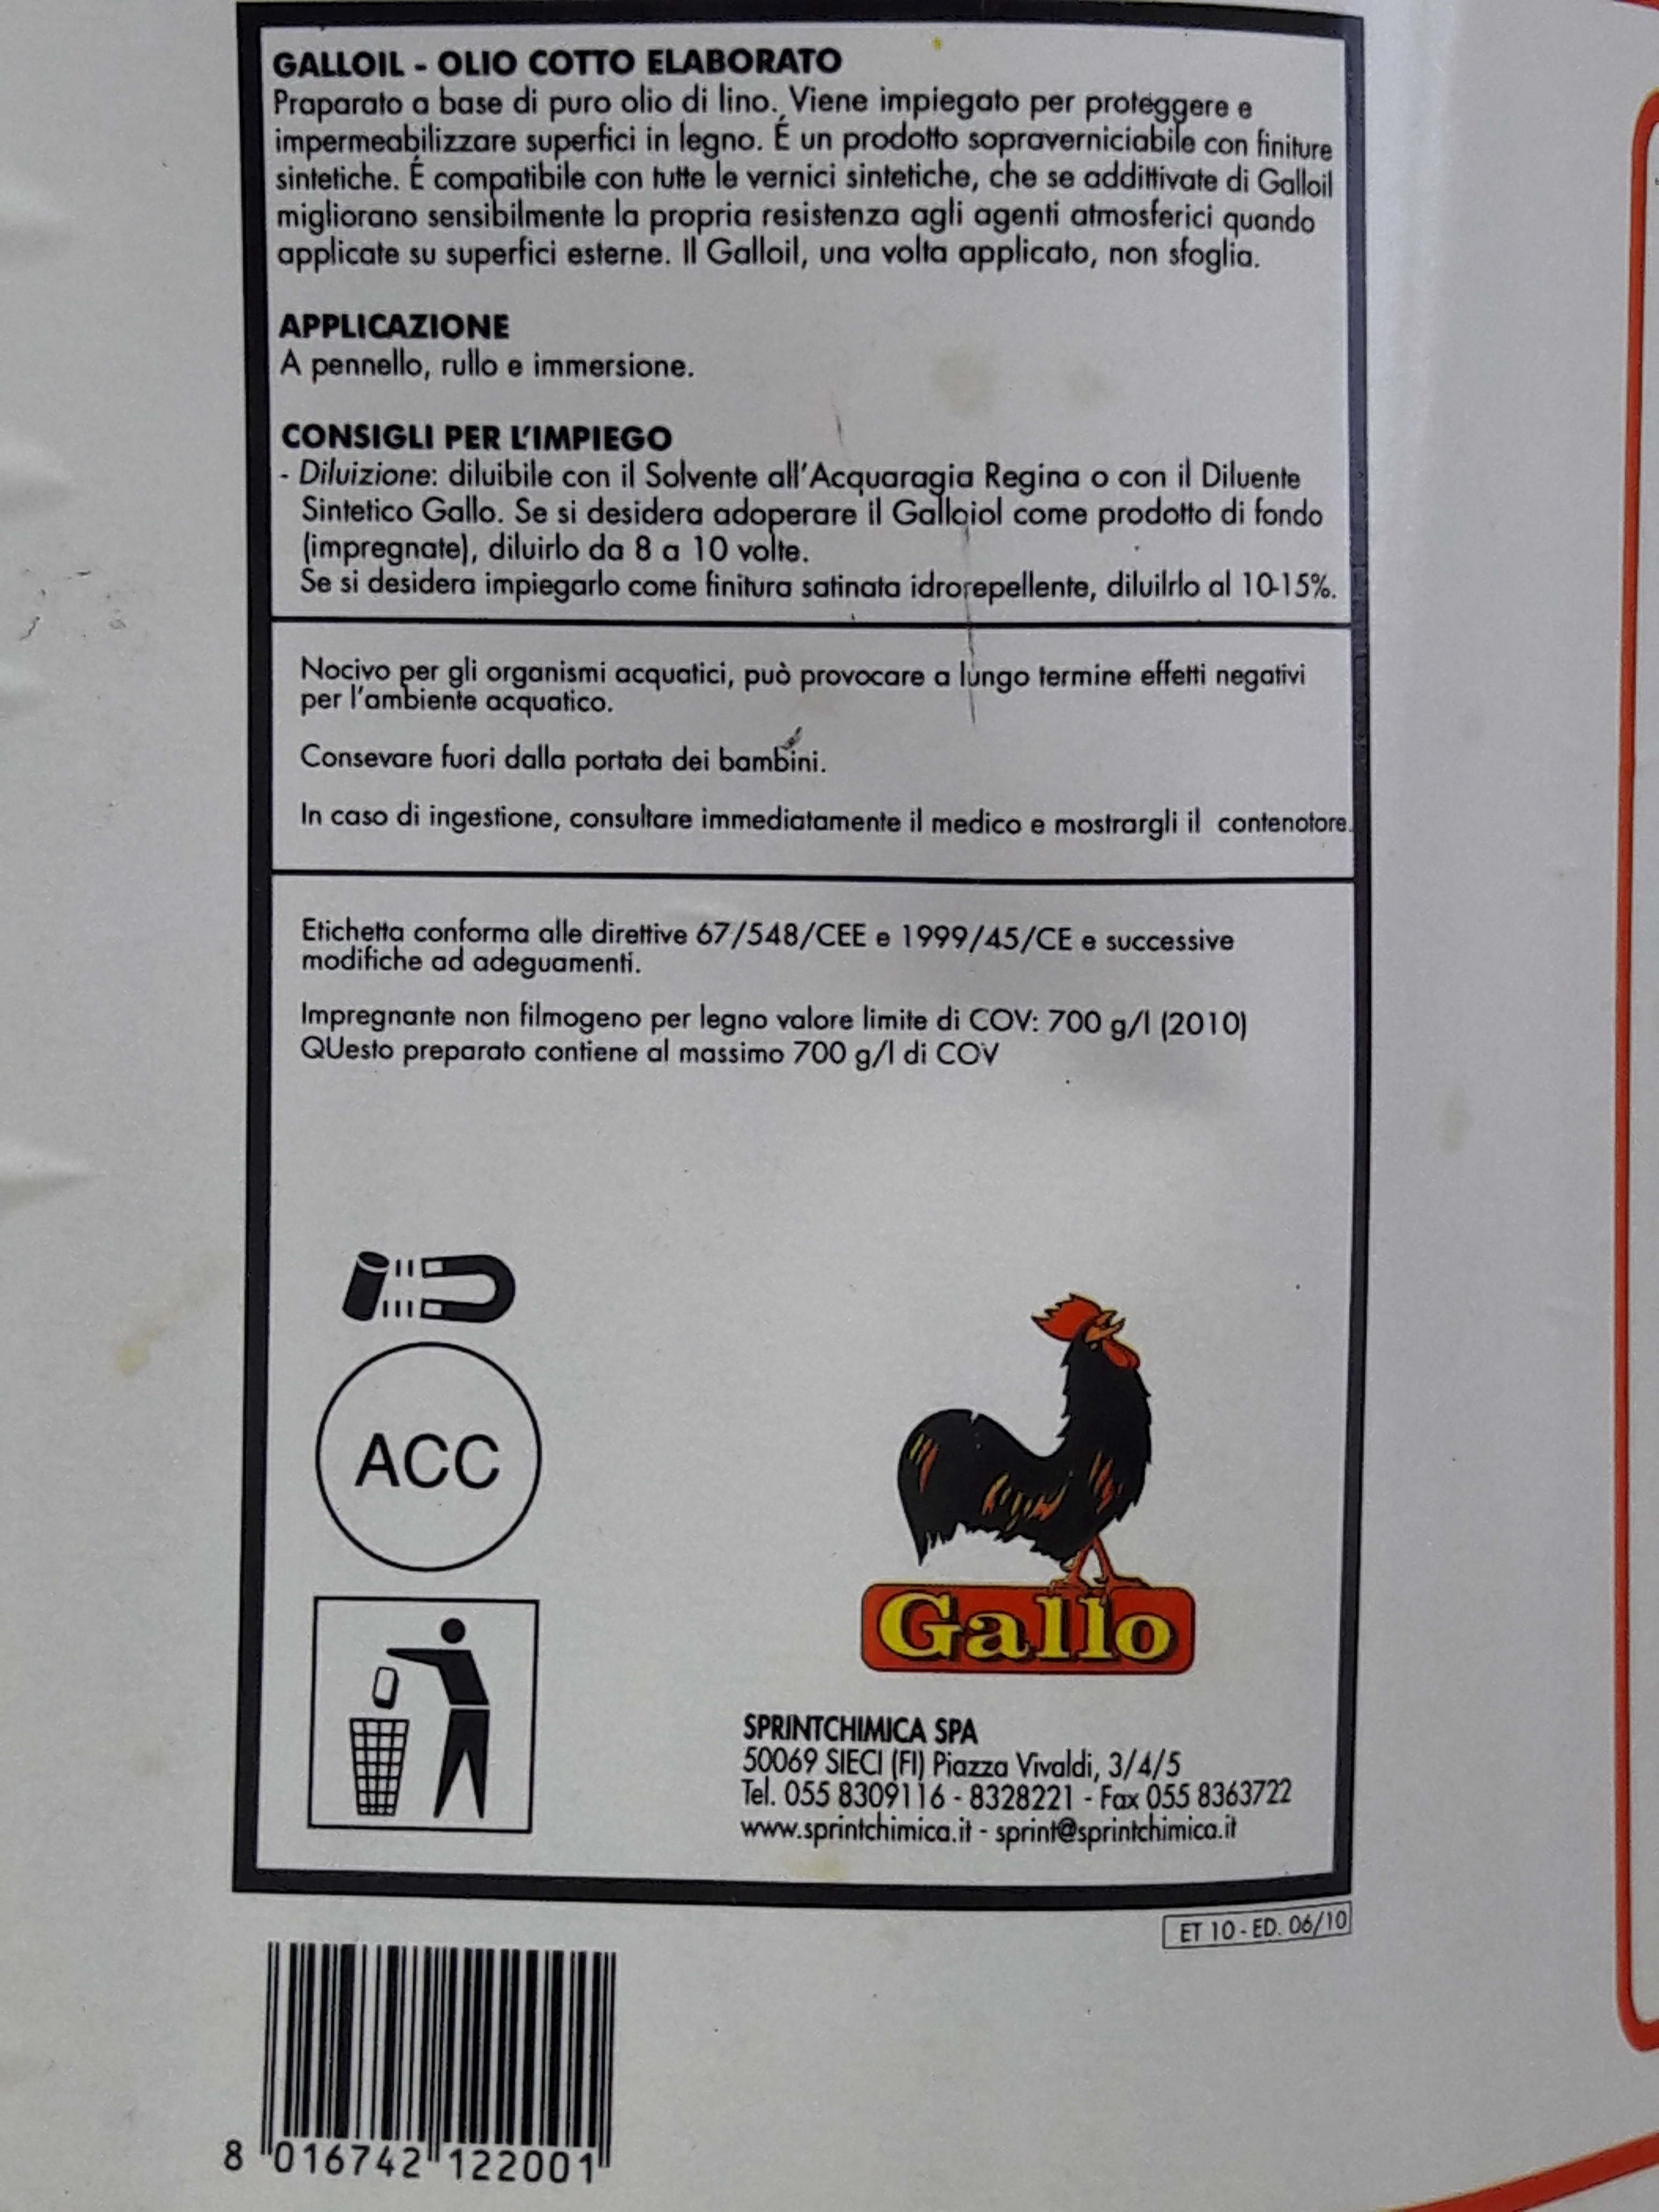 GALLOIL - OLIO COTTO ELABORATO
Praparato a base di puro olio di lino. Viene impiegato per proteggere e
impermeabilizzare superfici in legno. É un prodotto sopraverniciabile con finiture
sintetiche. É compatibile con tutte le vernici sintetiche, che se addittivate di Galloil
migliorano sensibilmente la propria resistenza agli agenti atmosferici quando
applicate su superfici esterne. Il Galloil, una volta applicato, non sfoglia.
APPLICAZIONE
A pennello, rullo e immersione.
CONSIGLI PER L'IMPIEGO
- Diluizione: diluibile con il Solvente all'Acquaragia Regina o con il Diluente
Sintetico Gallo. Se si desidera adoperare il Galloiol come prodotto di fondo
(impregnate), diluirlo da 8 a 10 volte.
Se si desidera impiegarlo come finitura satinata idrorepellente, diluilrlo al 10-15%.
Nocivo per gli organismi acquatici, può provocare a lungo termine effetti negativi
per l'ambiente acquatico.
Consevare fuori dalla portata dei bambini.
In caso di ingestione, consultare immediatamente il medico e mostrargli il contenotore.
Etichetta conforma alle direttive 67/548/CEE e 1999/45/CE e successive
modifiche ad adeguamenti.
Impregnante non filmogeno per legno valore limite di COV: 700 g/l (2010)
QUesto preparato contiene al massimo 700 g/l di COV
ACC
Gallo
SPRINTCHIMICA SPA
50069 SIECI (FI) Piazza Vivaldi, 3/4/5
Tel. 055 8309116 - 8328221 - Fax 055 8363722
www.sprintchimica.it - sprint@sprintchimica.it
ET 10 - ED. 06/10
8 016742 122001